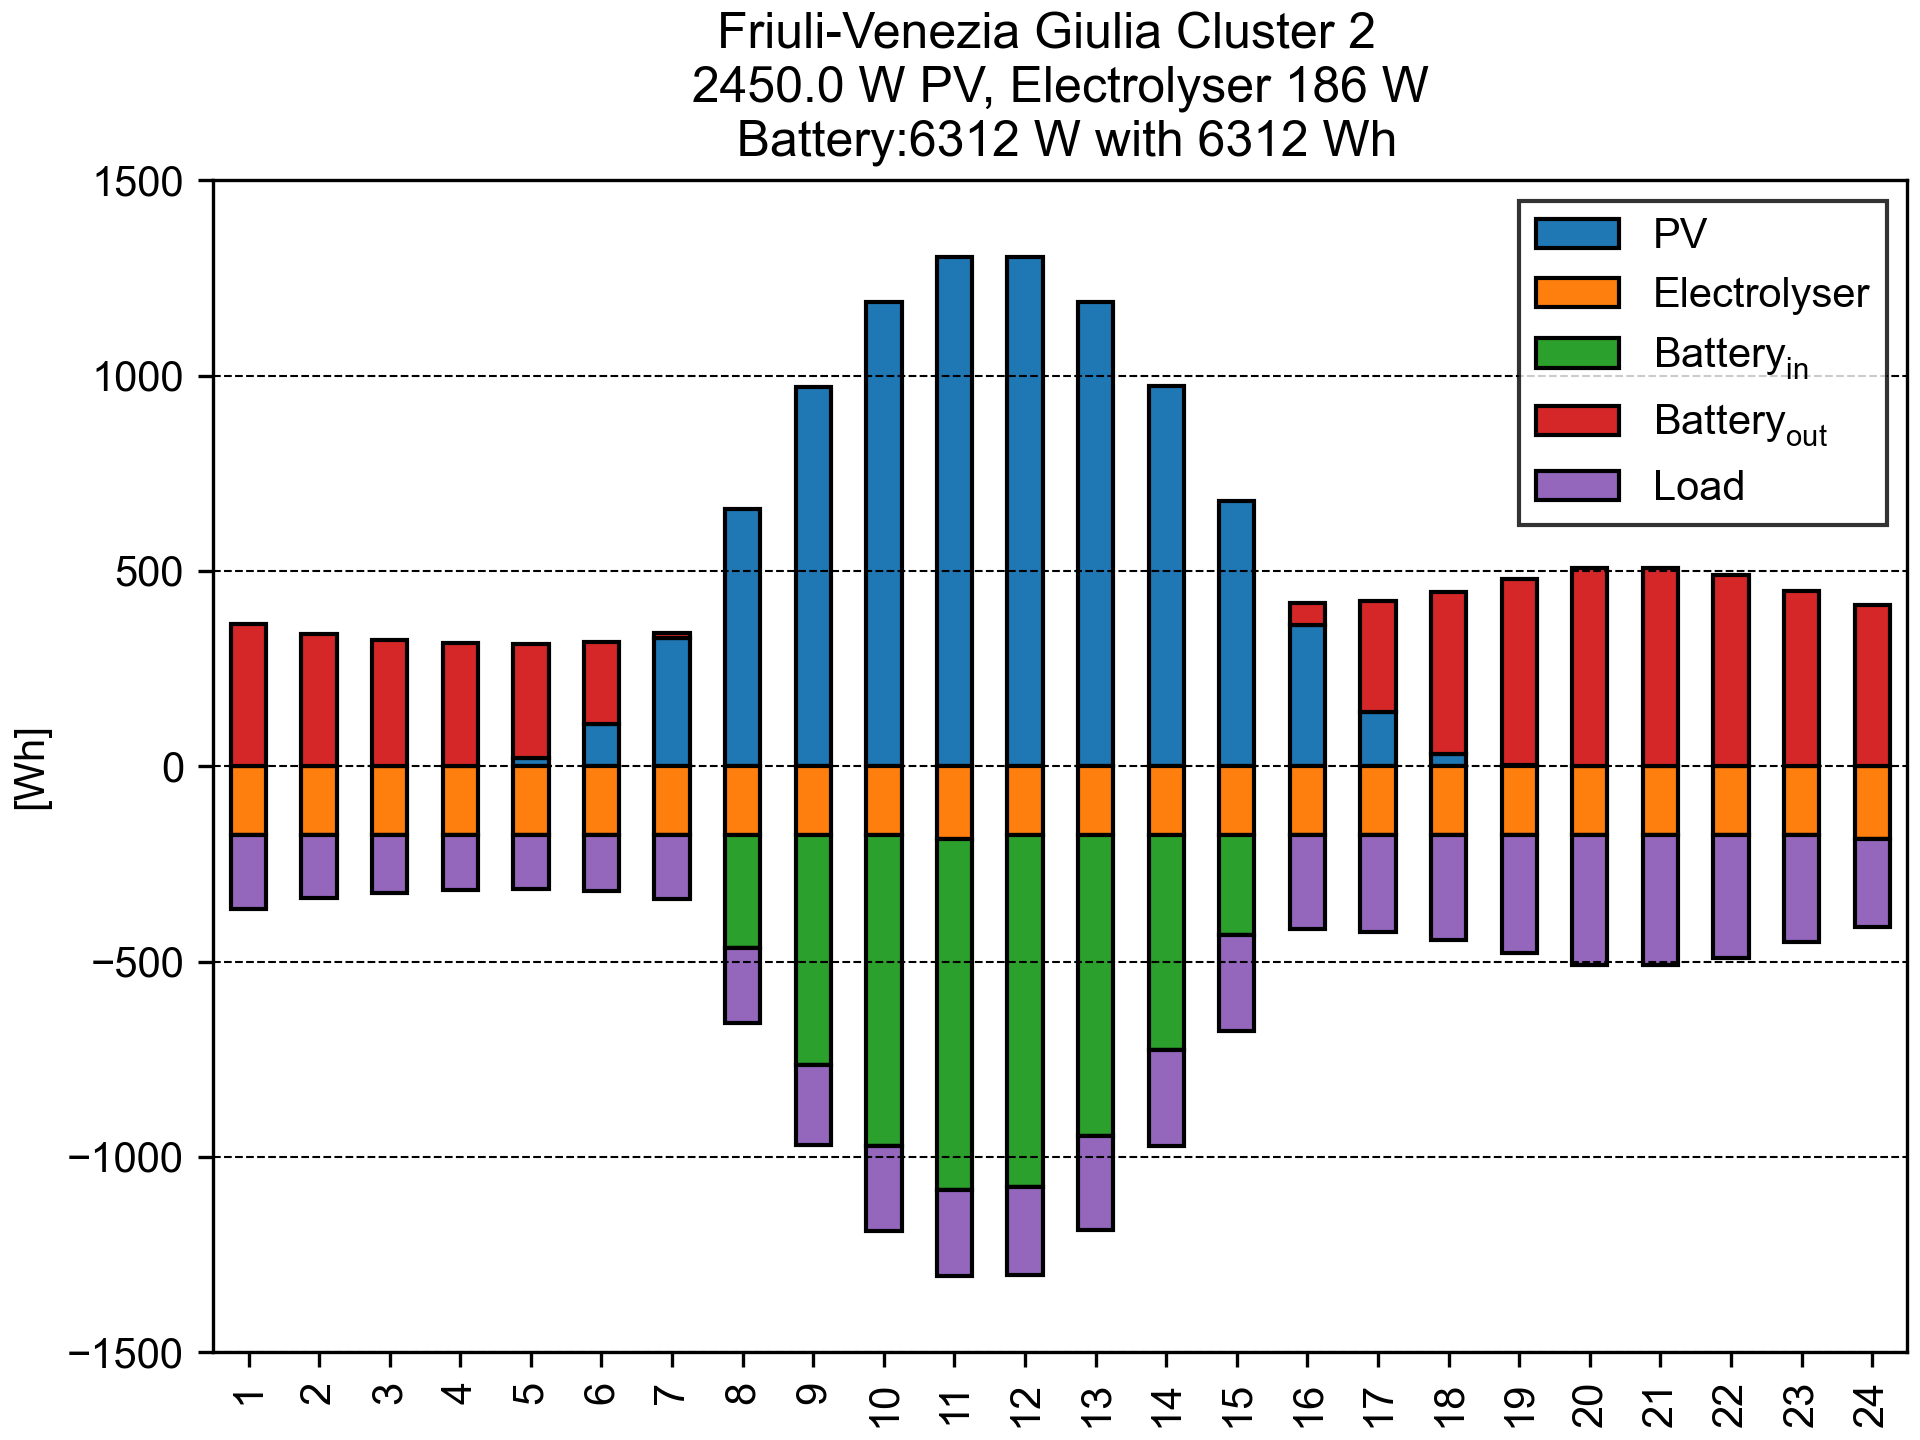 Friuli-Venezia Giulia Cluster 2
2450.0 W PV, Electrolyser 186 W
Battery:6312 W with 6312 Wh
1500
1000
500
0
−500
−1000
−1500
[Wh]
PV
Electrolyser
Battery_in
Battery_out
Load
1 2 3 4 5 6 7 8 9 10 11 12 13 14 15 16 17 18 19 20 21 22 23 24